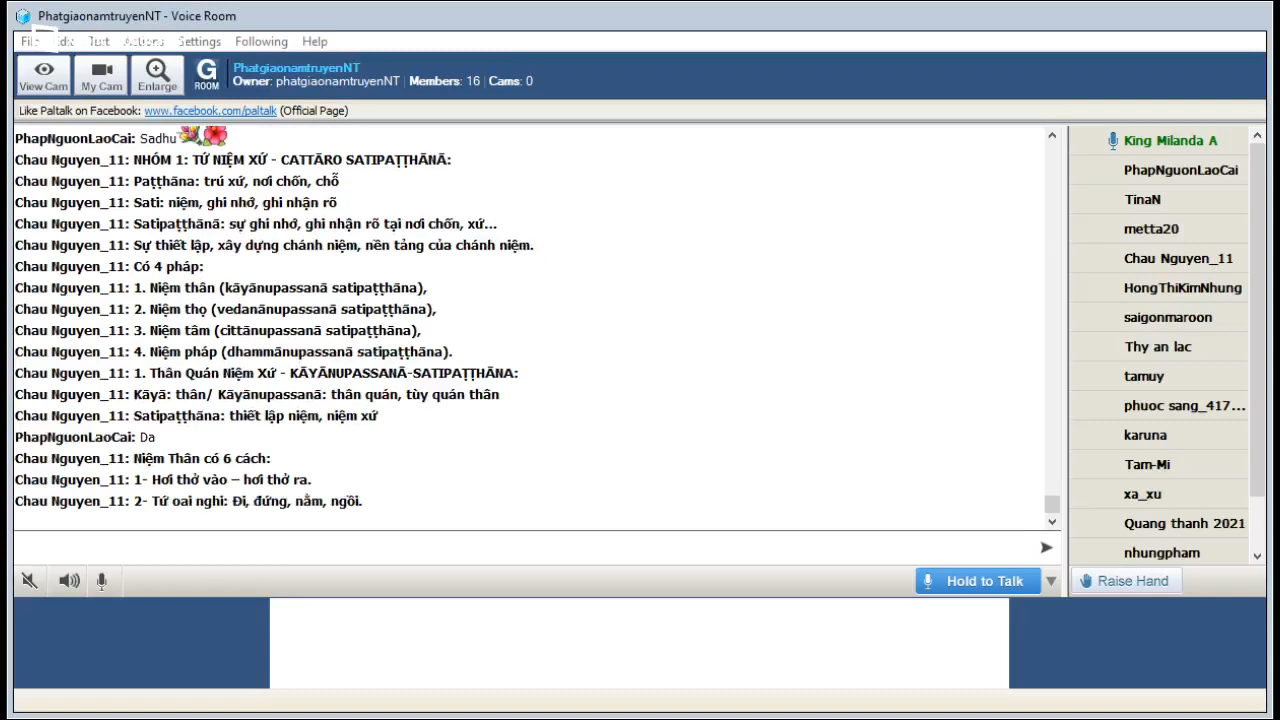 PhatgiaonamtruyenNT - Voice Room
Text Actions Settings Following Help
View Cam
My Cam
Enlarge
G ROOM
PhatgiaonamtruyenNT
Owner: phatgiaonamtruyenNT | Members: 16 | Cams: 0
Like Paltalk on Facebook: www.facebook.com/paltalk (Official Page)
PhapNguonLaoCai: Sadhu
Chau Nguyen_11: NHÓM 1: TỨ NIỆM XỨ - CATTĀRO SATIPAṬṬHĀNĀ:
Chau Nguyen_11: Paṭṭhāna: trú xứ, nơi chốn, chỗ
Chau Nguyen_11: Sati: niệm, ghi nhớ, ghi nhận rõ
Chau Nguyen_11: Satipaṭṭhānā: sự ghi nhớ, ghi nhận rõ tại nơi chốn, xứ...
Chau Nguyen_11: Sự thiết lập, xây dựng chánh niệm, nền tảng của chánh niệm.
Chau Nguyen_11: Có 4 pháp:
Chau Nguyen_11: 1. Niệm thân (kāyānupassanā satipaṭṭhāna),
Chau Nguyen_11: 2. Niệm thọ (vedanānupassanā satipaṭṭhāna),
Chau Nguyen_11: 3. Niệm tâm (cittānupassanā satipaṭṭhāna),
Chau Nguyen_11: 4. Niệm pháp (dhammānupassanā satipaṭṭhāna).
Chau Nguyen_11: 1. Thân Quán Niệm Xứ - KĀYĀNUPASSANĀ-SATIPAṬṬHĀNA:
Chau Nguyen_11: Kāyā: thân/ Kāyānupassanā: thân quán, tùy quán thân
Chau Nguyen_11: Satipaṭṭhāna: thiết lập niệm, niệm xứ
PhapNguonLaoCai: Da
Chau Nguyen_11: Niệm Thân có 6 cách:
Chau Nguyen_11: 1- Hơi thở vào – hơi thở ra.
Chau Nguyen_11: 2- Tứ oai nghi: Đi, đứng, nằm, ngồi.
King Milanda A
PhapNguonLaoCai
TinaN
metta20
Chau Nguyen_11
HongThiKimNhung
saigonmaroon
Thy an lac
tamuy
phuoc sang_417...
karuna
Tam-Mi
xa_xu
Quang thanh 2021
nhungpham
Hold to Talk
Raise Hand